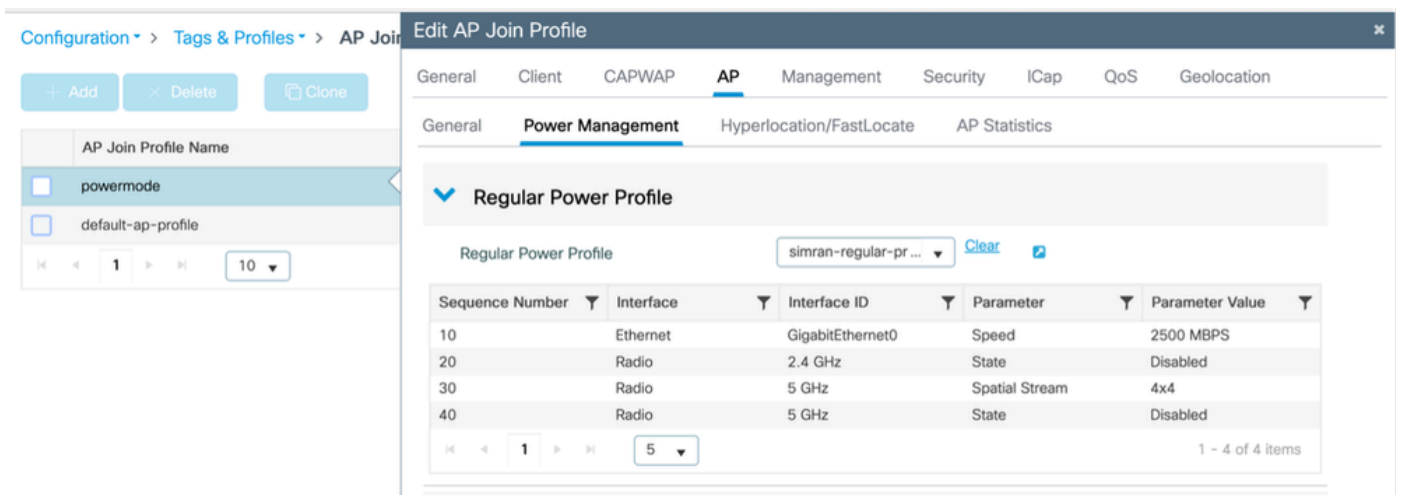 Configuration > Tags & Profiles > AP Joi
Edit AP Join Profile
+ Add
× Delete
Clone
AP Join Profile Name
powermode
default-ap-profile
1
10
General Client CAPWAP AP Management Security ICap QoS Geolocation
General Power Management Hyperlocation/FastLocate AP Statistics
Regular Power Profile
Regular Power Profile simran-regular-pr... Clear
Sequence Number Interface Interface ID Parameter Parameter Value
10 Ethernet GigabitEthernet0 Speed 2500 MBPS
20 Radio 2.4 GHz State Disabled
30 Radio 5 GHz Spatial Stream 4x4
40 Radio 5 GHz State Disabled
1 5 1 - 4 of 4 items